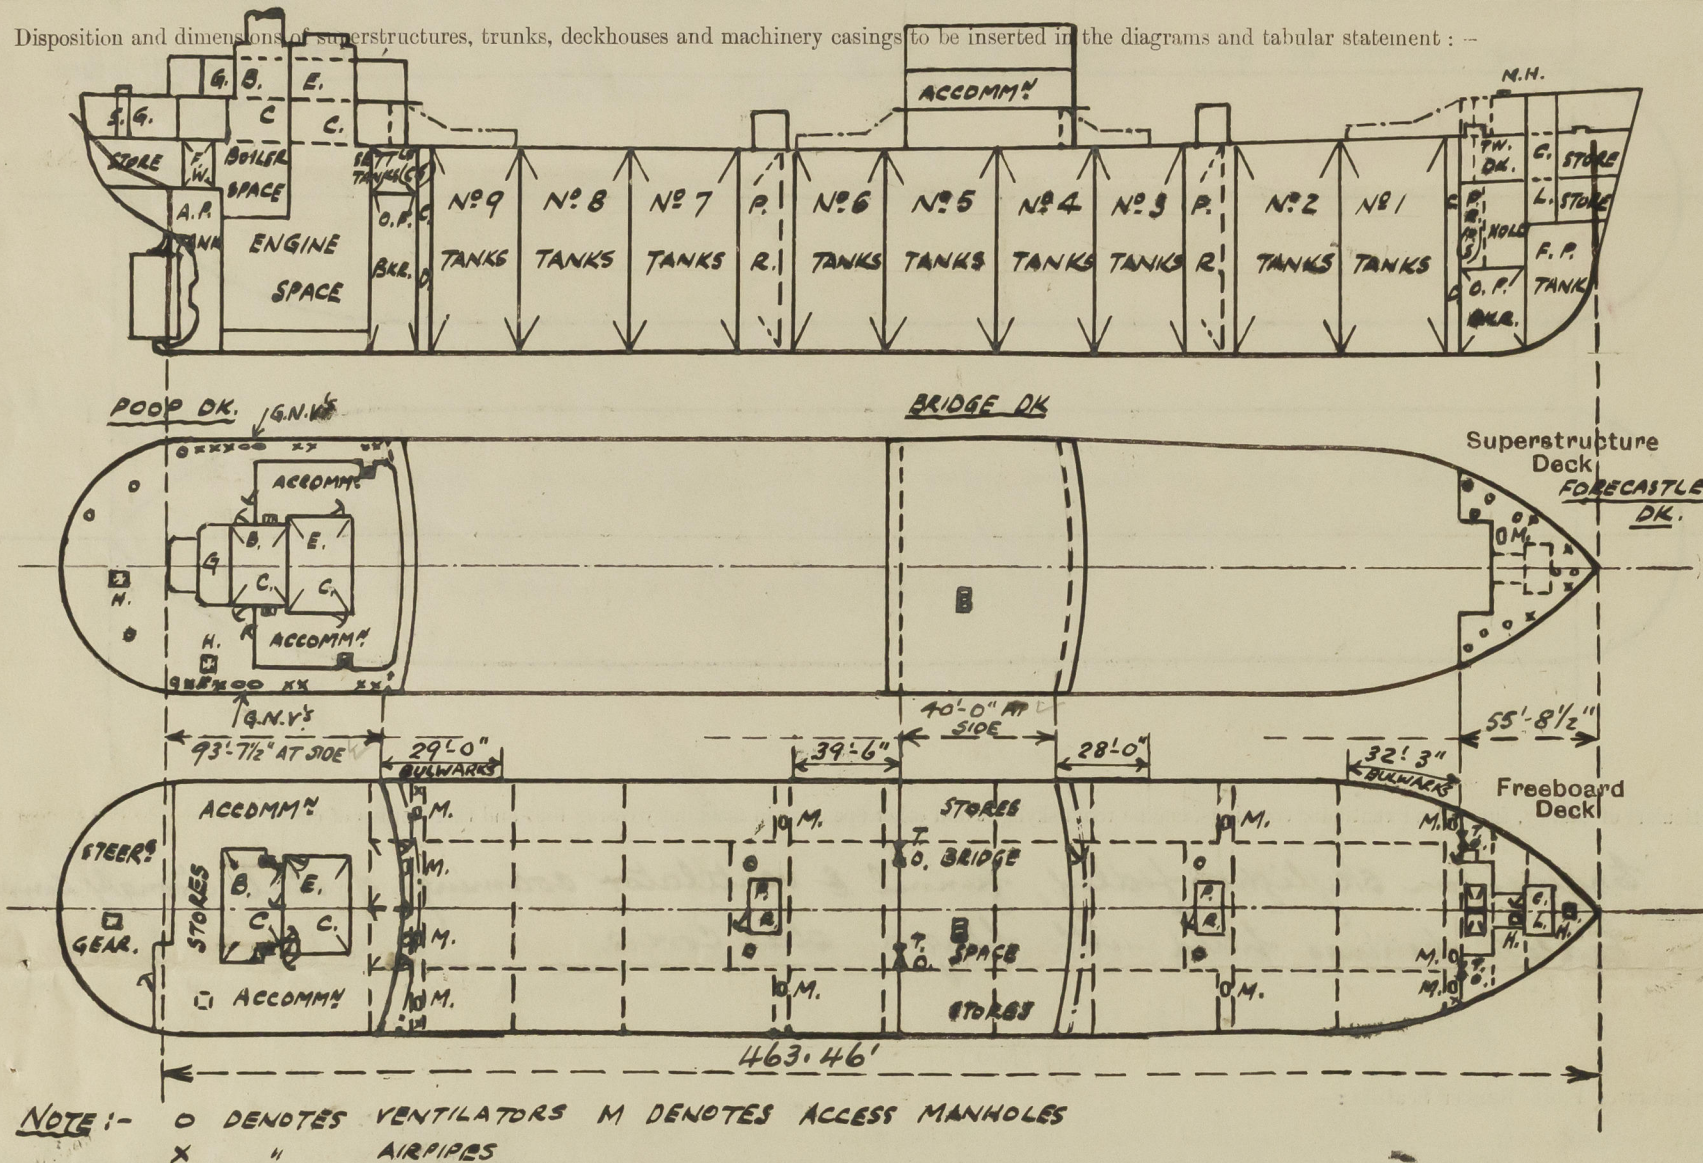 Disposition and dimensions of superstructures, trunks, deckhouses and machinery casings to be inserted in the diagrams and tabular statement : —
M.H.
G. B. E.
ACCOMMN
S. G. C C.
STORE F. W. BOILER SPACE SETTLG TANKS (C S)
TW. DK. C. L. STORE
STORE
A.P. TANK O.P. BKR. C. D.
ENGINE SPACE
No 9 TANKS
No 8 TANKS
No 7 TANKS
P. R.
No 6 TANKS
No 5 TANKS
No 4 TANKS
No 3 TANKS
P. R.
No 2 TANKS
No 1 TANKS
C. D.
HOLD
O.P. BKR.
F.P. TANK
POOP DK.
G.N.V's
BRIDGE DK
Superstructure
Deck
FORECASTLE
DK.
ACCOMMN
G B. E.
C. C.
M.
H.
H.
ACCOMMN
G.N.V's
93'-7½" AT SIDE
29'-0"
BULWARKS
39'-6"
40'-0" AT
SIDE
28'-0"
32'-3"
BULWARKS
55'-8½"
Freeboard
Deck
ACCOMMN
STEERG
GEAR.
STORES
B. E.
C. C.
ACCOMMN
M.
M.
M.
M.
M.
P. R.
M.
STORES
T. O. BRIDGE
T. O. SPACE
STORES
M.
P. R.
M.
M.
T. O.
C. L.
H. H.
M.
M.
T. O.
463.46'
NOTE:- O DENOTES VENTILATORS M DENOTES ACCESS MANHOLES
X " AIRPIPES